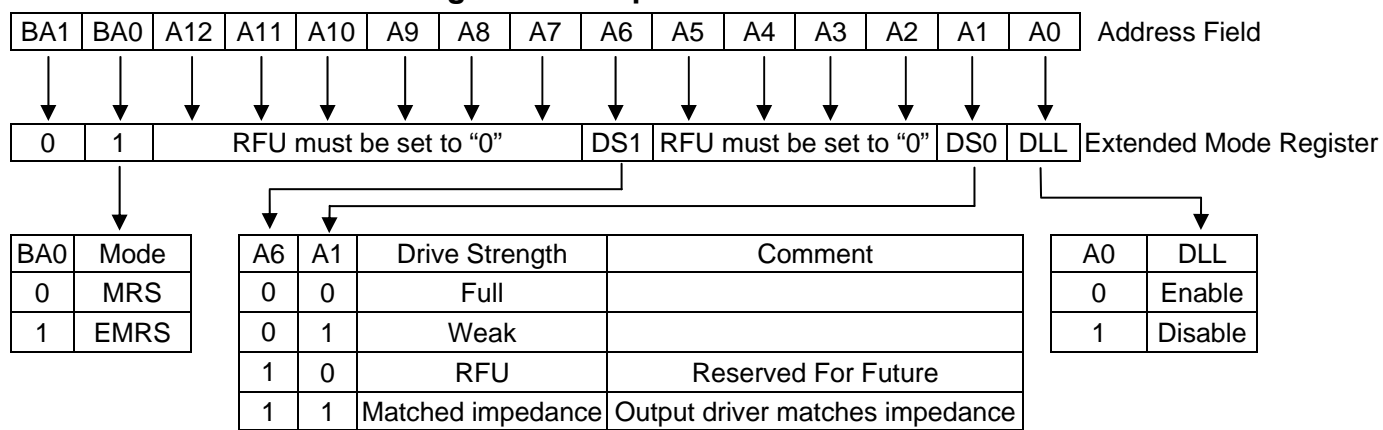 BA1 BA0 A12 A11 A10 A9 A8 A7 A6 A5 A4 A3 A2 A1 A0 Address Field
0 1 RFU must be set to “0” DS1 RFU must be set to “0” DS0 DLL Extended Mode Register
BA0 Mode A6 A1 Drive Strength Comment A0 DLL
0 MRS 0 0 Full 0 Enable
1 EMRS 0 1 Weak 1 Disable
1 0 RFU Reserved For Future
1 1 Matched impedance Output driver matches impedance